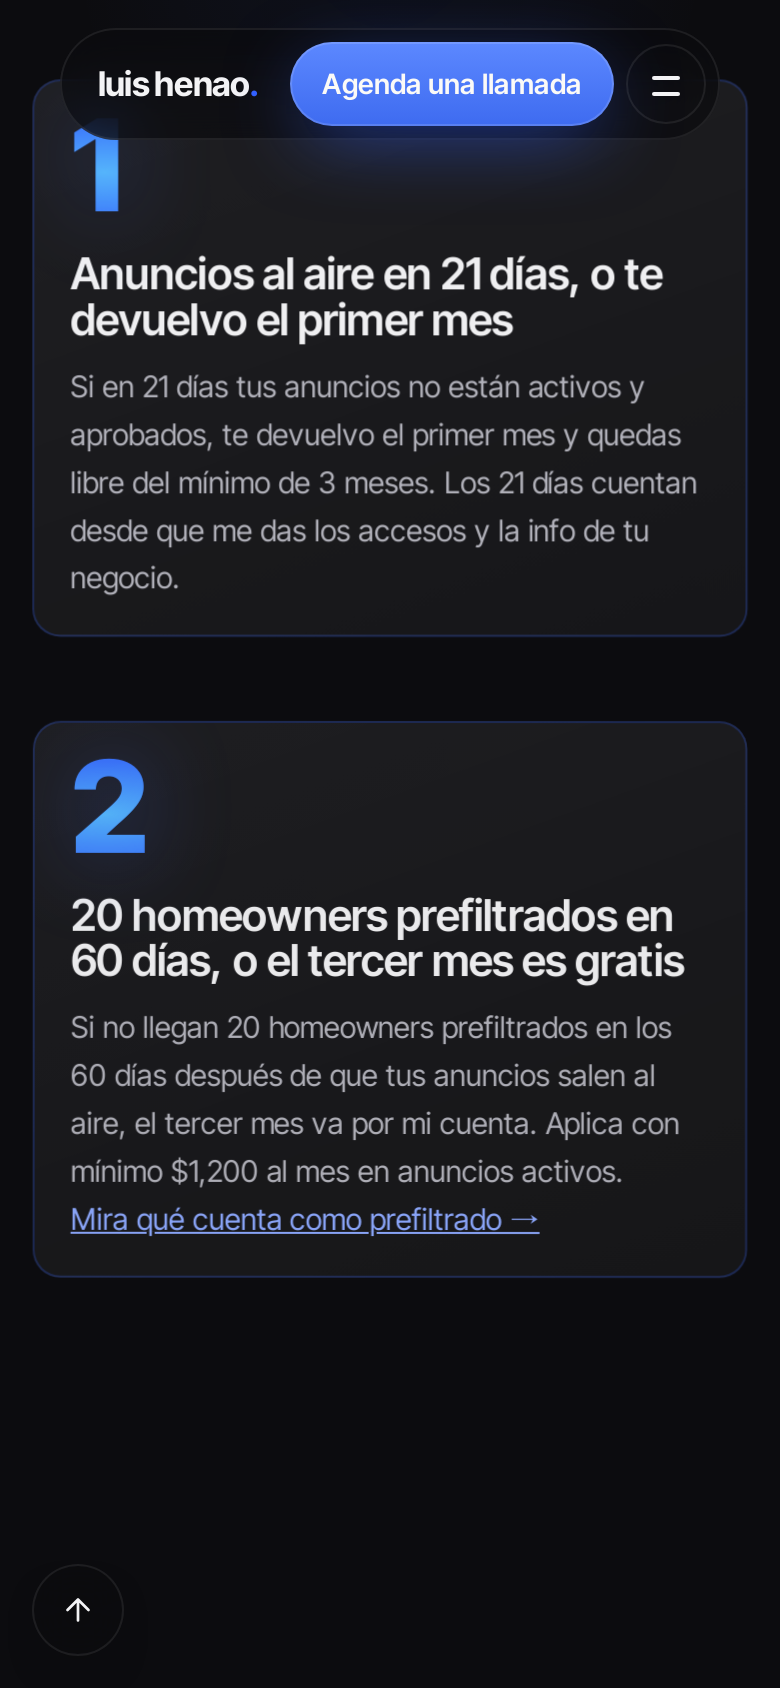 luis henao.
Agenda una llamada
1
Anuncios al aire en 21 días, o te
devuelvo el primer mes
Si en 21 días tus anuncios no están activos y
aprobados, te devuelvo el primer mes y quedas
libre del mínimo de 3 meses. Los 21 días cuentan
desde que me das los accesos y la info de tu
negocio.
2
20 homeowners prefiltrados en
60 días, o el tercer mes es gratis
Si no llegan 20 homeowners prefiltrados en los
60 días después de que tus anuncios salen al
aire, el tercer mes va por mi cuenta. Aplica con
mínimo $1,200 al mes en anuncios activos.
Mira qué cuenta como prefiltrado →